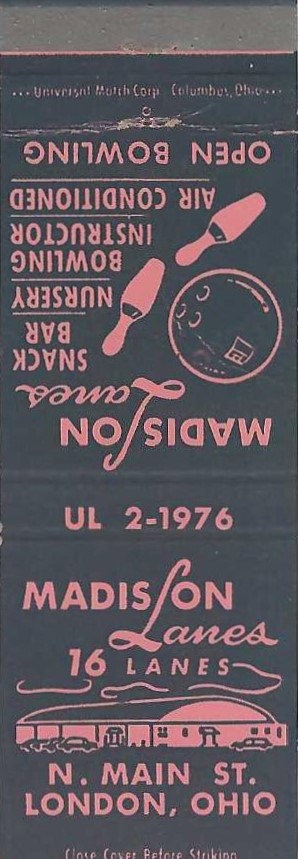 ... Universal Match Corp. Columbus, Ohio ...
OPEN BOWLING
AIR CONDITIONED
BOWLING
INSTRUCTOR
NURSERY
SNACK
BAR
MADISON
Lanes
UL 2-1976
MADISON
Lanes
16 LANES
N. MAIN ST.
LONDON, OHIO
Close Cover Before Striking